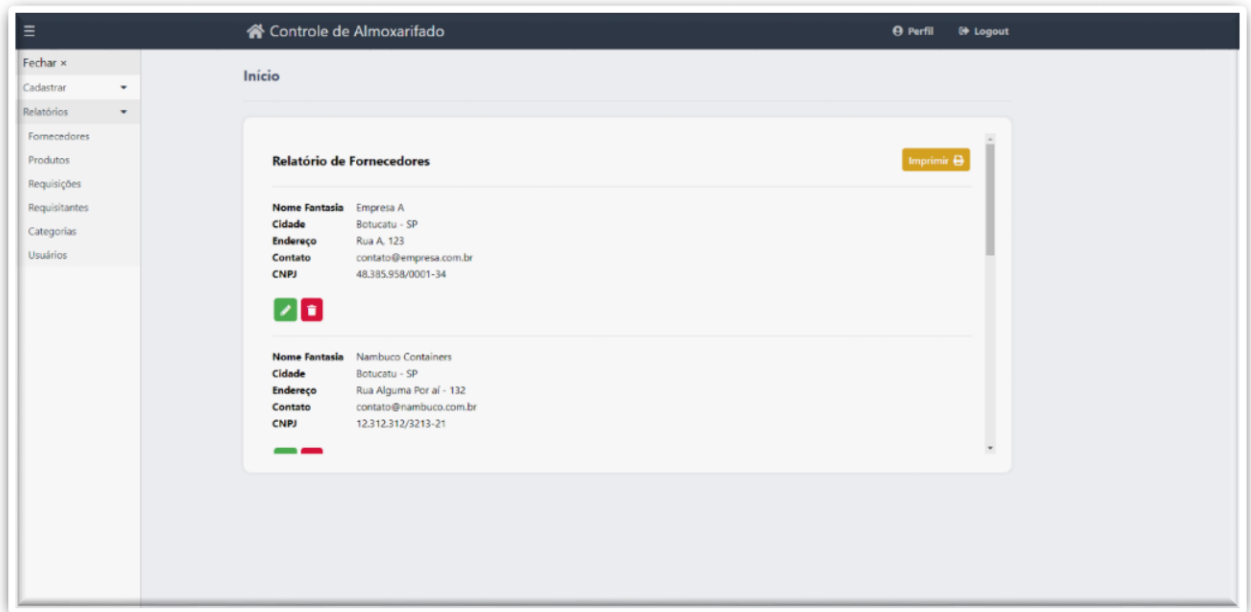 Controle de Almoxarifado
Perfil
Logout
Fechar ×
Cadastrar
Relatórios
Fornecedores
Produtos
Requisições
Requisitantes
Categorias
Usuários
Início
Relatório de Fornecedores
Imprimir
Nome Fantasia Empresa A
Cidade Botucatu - SP
Endereço Rua A, 123
Contato contato@empresa.com.br
CNPJ 48.385.958/0001-34
Nome Fantasia Nambuco Containers
Cidade Botucatu - SP
Endereço Rua Alguma Por aí - 132
Contato contato@nambuco.com.br
CNPJ 12.312.312/3213-21